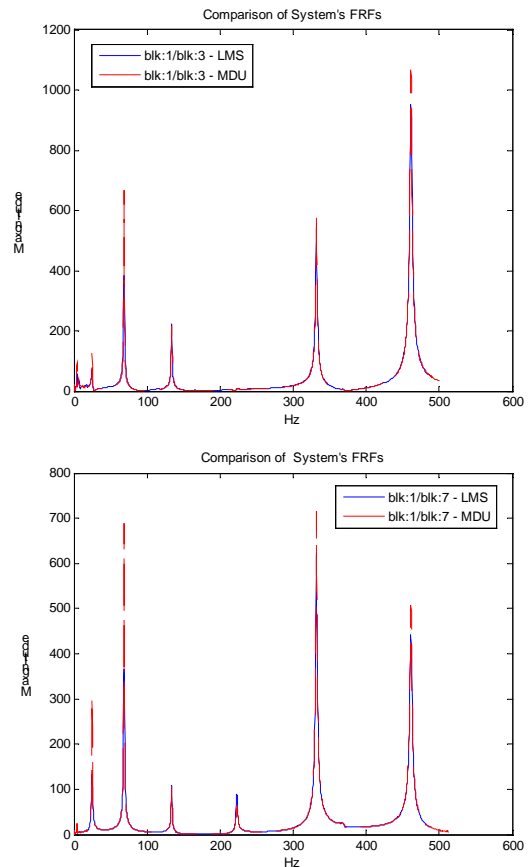 Comparison of System's FRFs
1200
1000
800
600
400
200
0
blk:1/blk:3 - LMS
blk:1/blk:3 - MDU
Magnitude
0 100 200 300 400 500 600
Hz
Comparison of System's FRFs
800
700
600
500
400
300
200
100
0
blk:1/blk:7 - LMS
blk:1/blk:7 - MDU
Magnitude
0 100 200 300 400 500 600
Hz